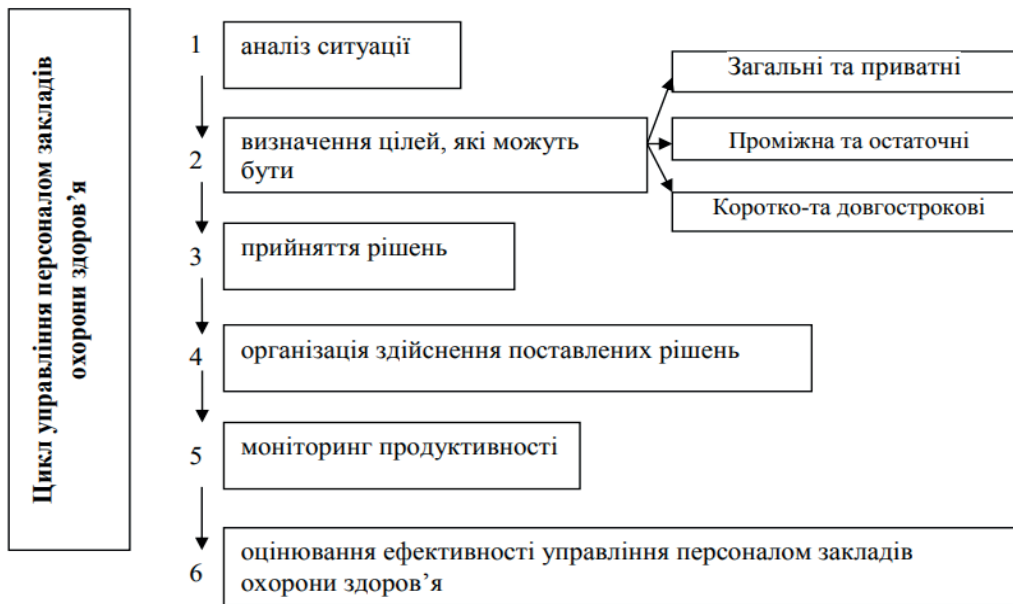 Цикл управління персоналом закладів
охорони здоров’я
1
аналіз ситуації
2
визначення цілей, які можуть
бути
Загальні та приватні
Проміжна та остаточні
Коротко-та довгострокові
3
прийняття рішень
4
організація здійснення поставлених рішень
5
моніторинг продуктивності
6
оцінювання ефективності управління персоналом закладів
охорони здоров’я